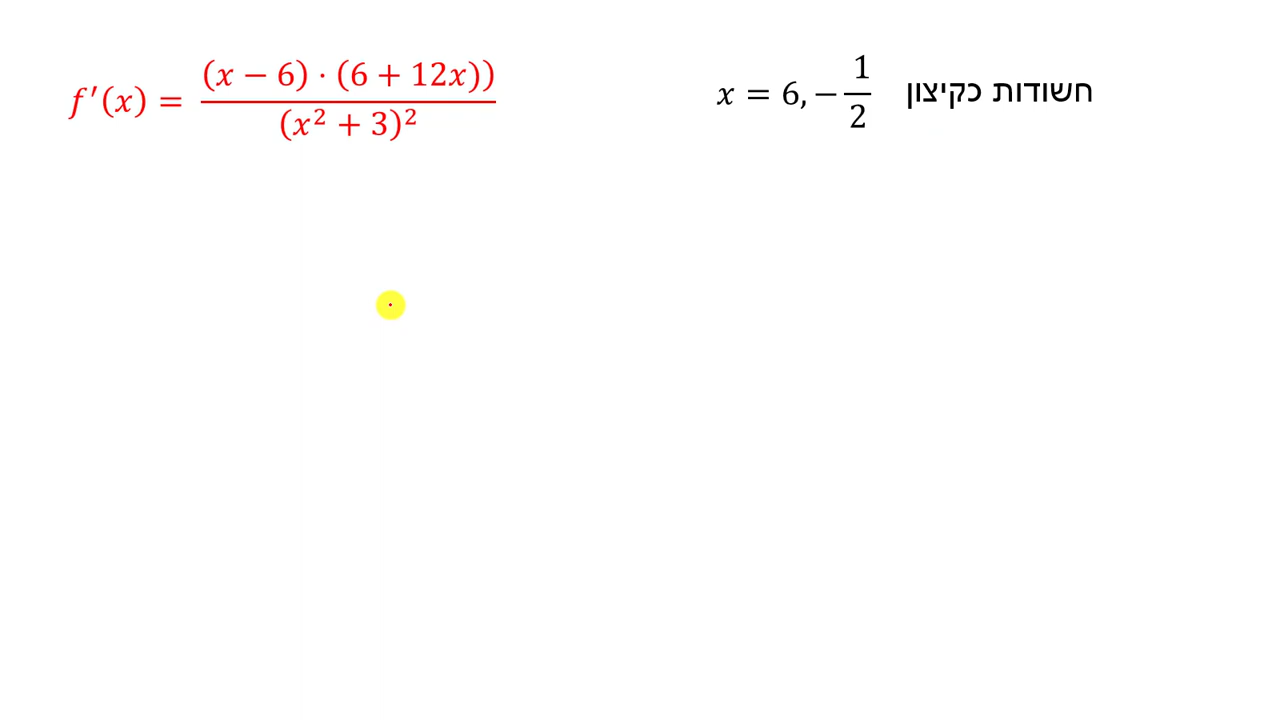 f′(x) = (x − 6) · (6 + 12x)) / (x² + 3)²
x = 6, − 1/2 חשודות כקיצון